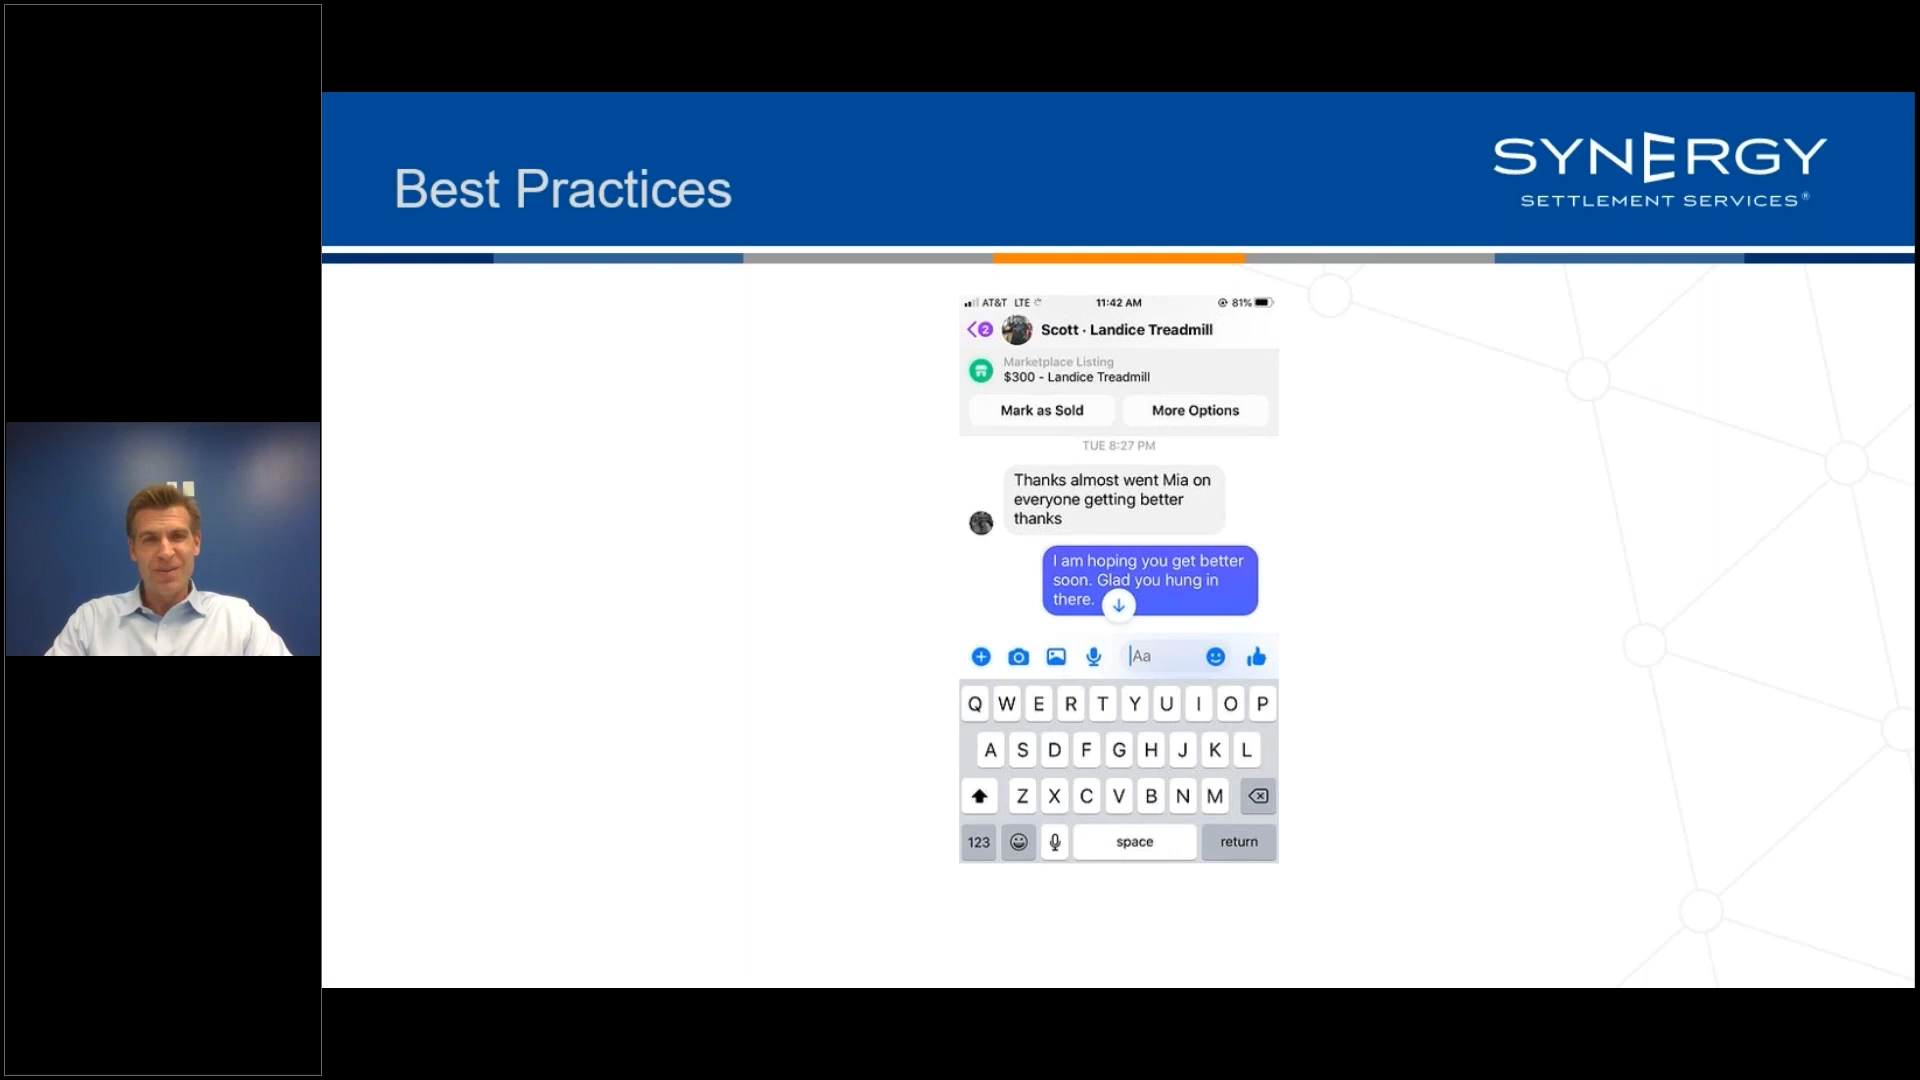 Best Practices
SYNERGY
SETTLEMENT SERVICES®
AT&T LTE 11:42 AM 81%
2 Scott · Landice Treadmill
Marketplace Listing
$300 - Landice Treadmill
Mark as Sold More Options
TUE 8:27 PM
Thanks almost went Mia on
everyone getting better
thanks
I am hoping you get better
soon. Glad you hung in
there.
Aa
Q W E R T Y U I O P
A S D F G H J K L
Z X C V B N M
123 space return